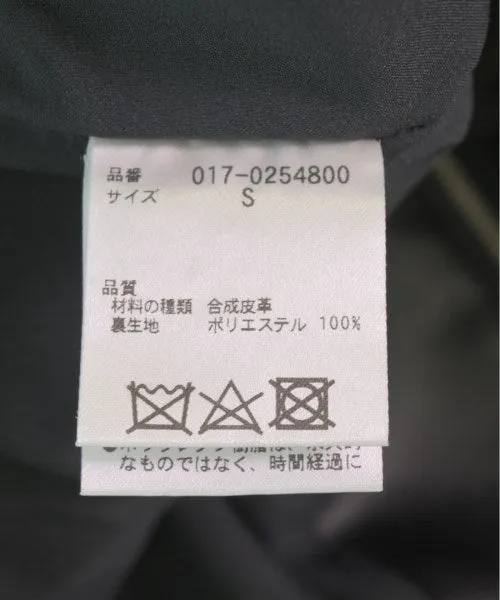 品番 017-0254800
サイズ S
品質
材料の種類 合成皮革
裏生地 ポリエステル 100%
なものではなく、時間経過に